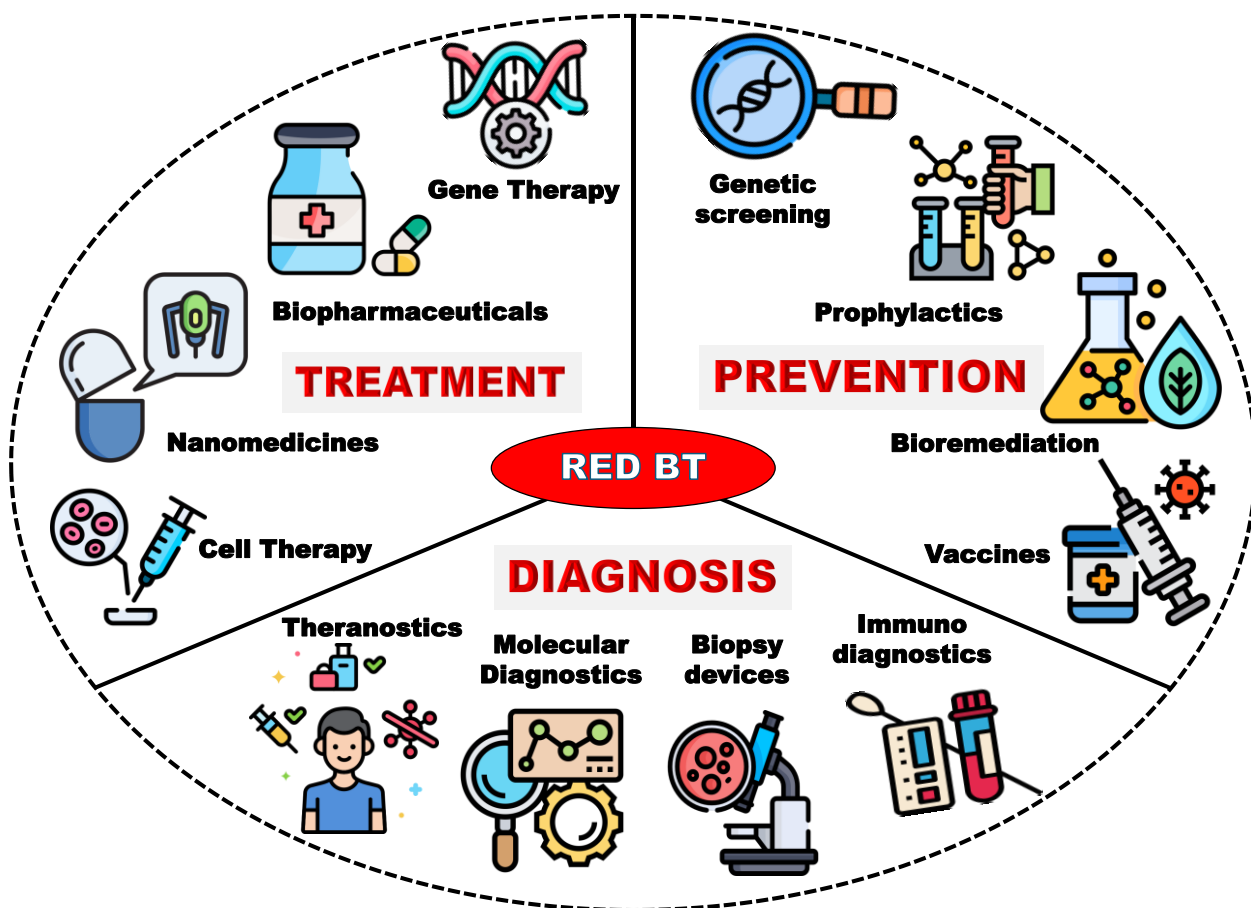 Gene Therapy
Biopharmaceuticals
TREATMENT
Nanomedicines
Cell Therapy
Genetic
screening
Prophylactics
PREVENTION
Bioremediation
Vaccines
RED BT
DIAGNOSIS
Theranostics
Molecular
Diagnostics
Biopsy
devices
Immuno
diagnostics